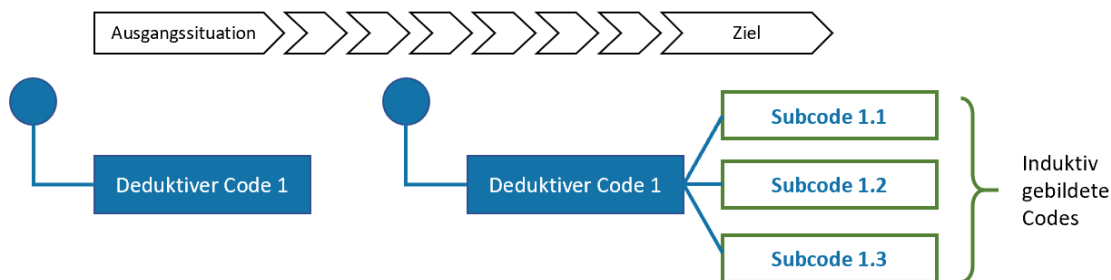 Ausgangssituation
Ziel
Deduktiver Code 1
Deduktiver Code 1
Subcode 1.1
Subcode 1.2
Subcode 1.3
Induktiv
gebildete
Codes